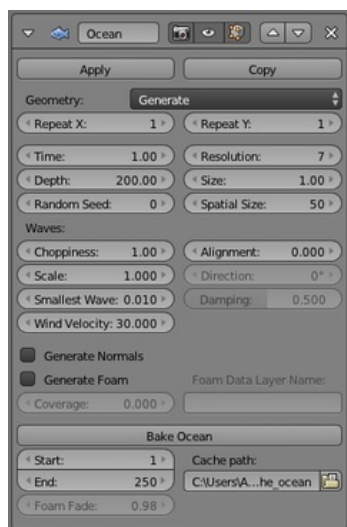 Ocean
Apply Copy
Geometry: Generate
Repeat X: 1 Repeat Y: 1
Time: 1.00 Resolution: 7
Depth: 200.00 Size: 1.00
Random Seed: 0 Spatial Size: 50
Waves:
Choppiness: 1.00 Alignment: 0.000
Scale: 1.000 Direction: 0°
Smallest Wave: 0.010 Damping: 0.500
Wind Velocity: 30.000
Generate Normals
Generate Foam Foam Data Layer Name:
Coverage: 0.000
Bake Ocean
Start: 1 Cache path:
End: 250 C:\Users\A...he_ocean
Foam Fade: 0.98